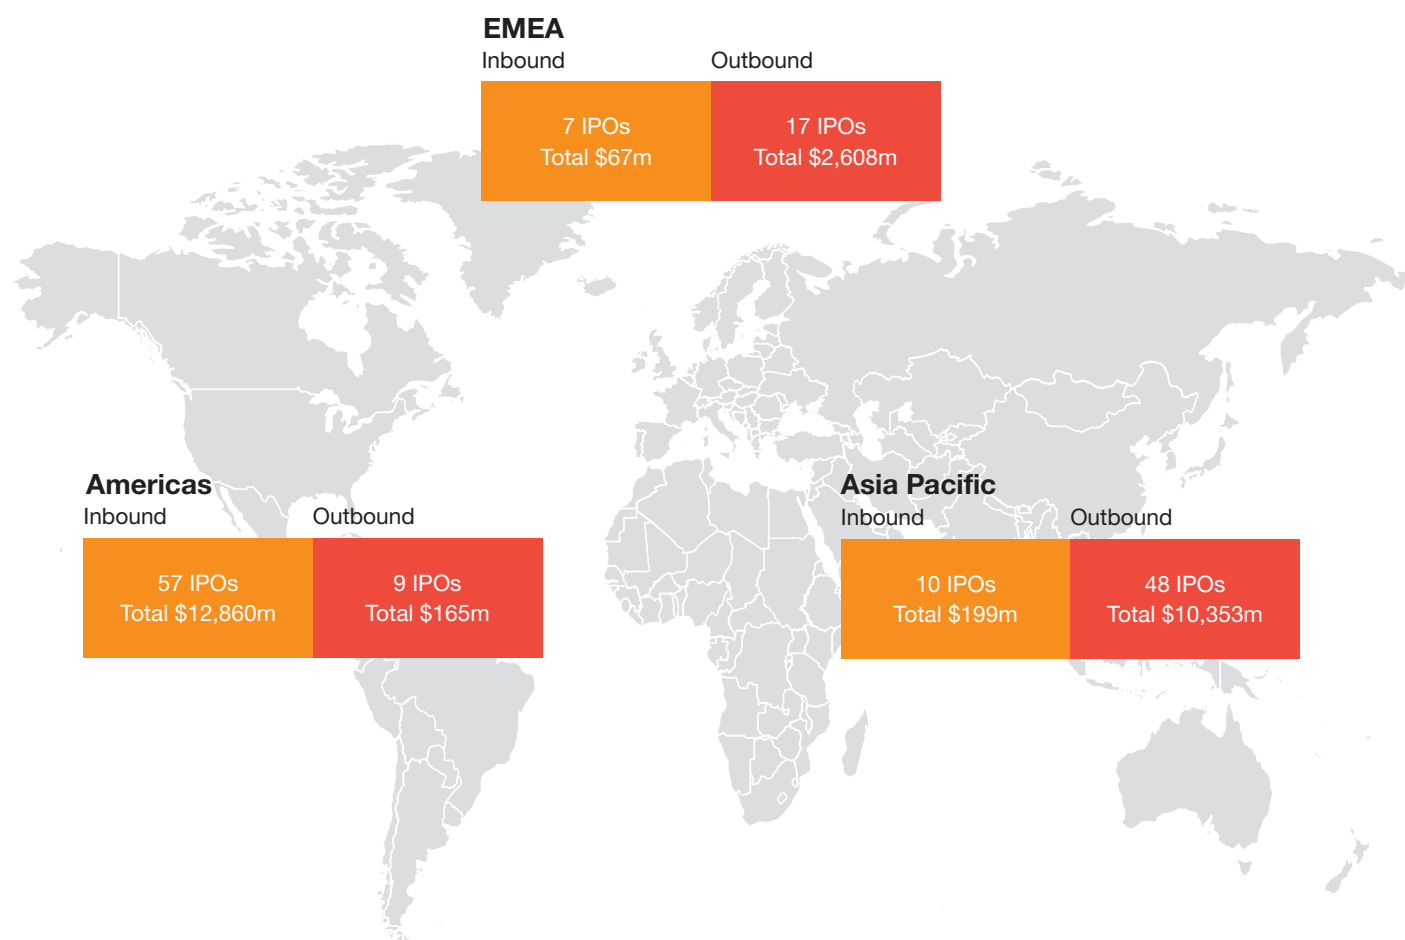 EMEA
Inbound Outbound
7 IPOs 17 IPOs
Total $67m Total $2,608m
Americas
Inbound Outbound
57 IPOs 9 IPOs
Total $12,860m Total $165m
Asia Pacific
Inbound Outbound
10 IPOs 48 IPOs
Total $199m Total $10,353m